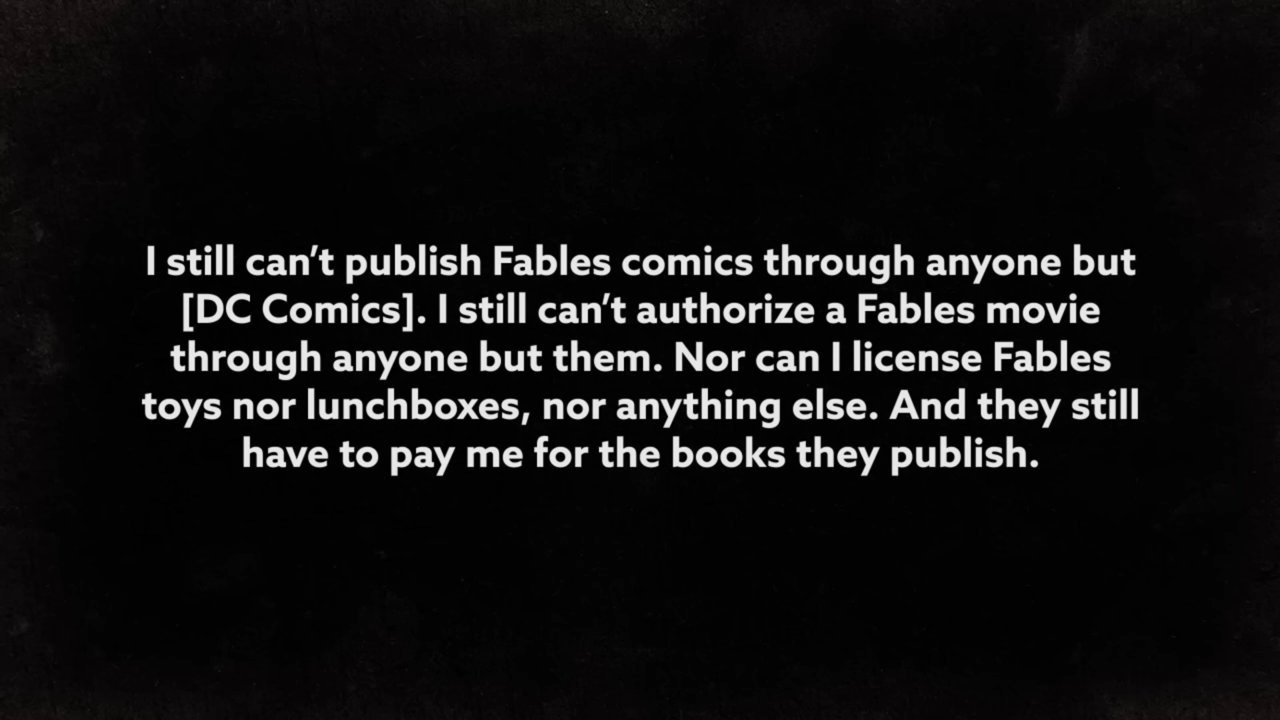 I still can’t publish Fables comics through anyone but
[DC Comics]. I still can’t authorize a Fables movie
through anyone but them. Nor can I license Fables
toys nor lunchboxes, nor anything else. And they still
have to pay me for the books they publish.